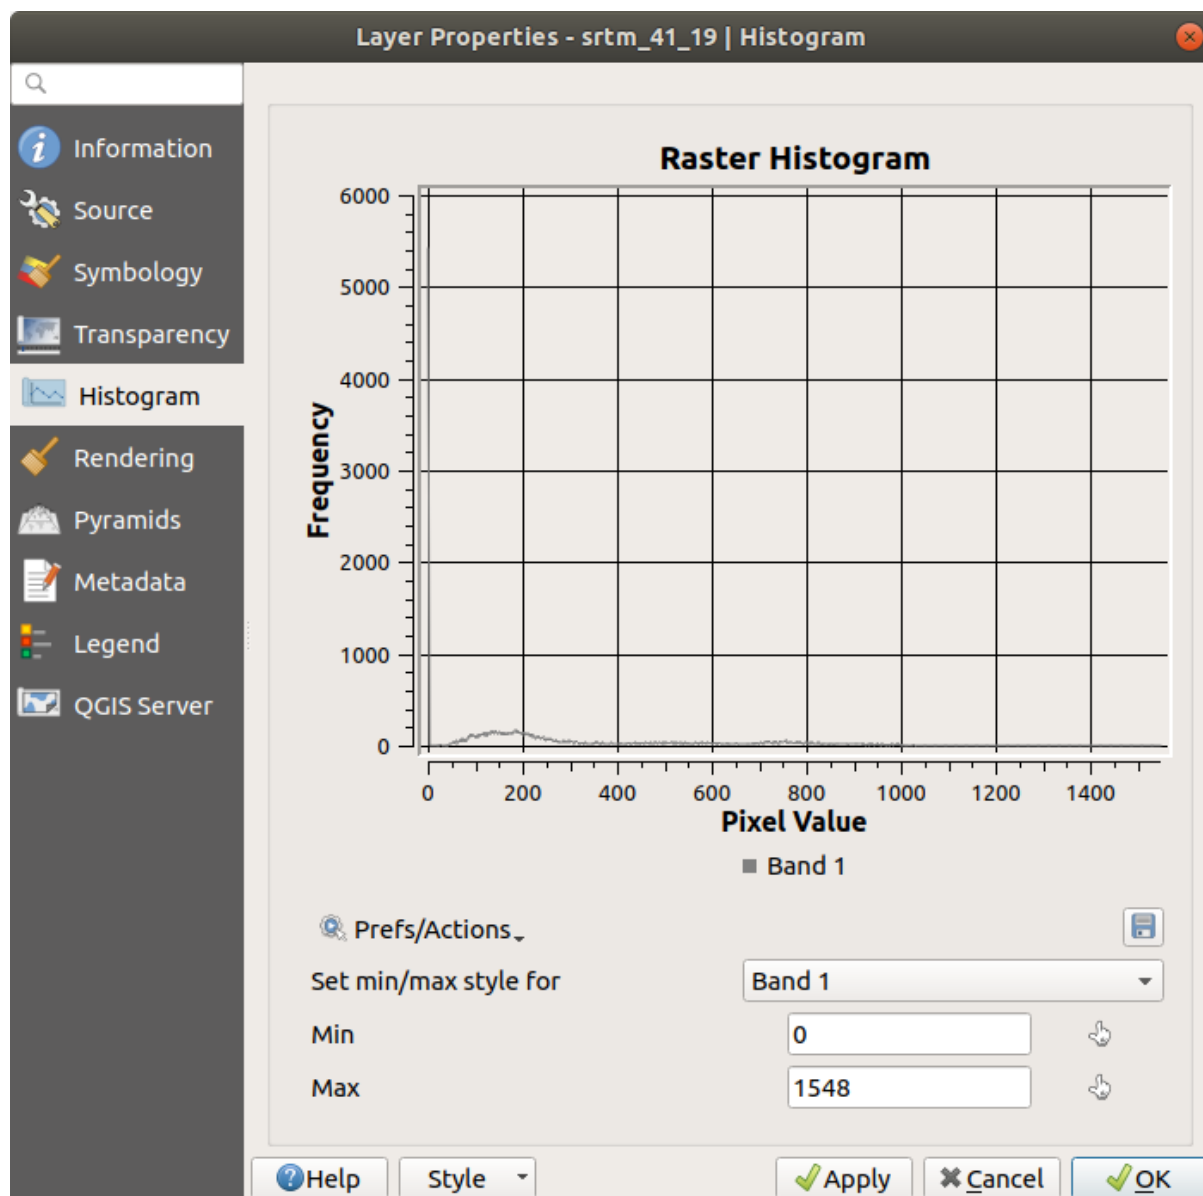 Layer Properties - srtm_41_19 | Histogram
Information
Source
Symbology
Transparency
Histogram
Rendering
Pyramids
Metadata
Legend
QGIS Server
Raster Histogram
Frequency
6000
5000
4000
3000
2000
1000
0
0 200 400 600 800 1000 1200 1400
Pixel Value
Band 1
Prefs/Actions
Set min/max style for Band 1
Min 0
Max 1548
Help Style Apply Cancel OK